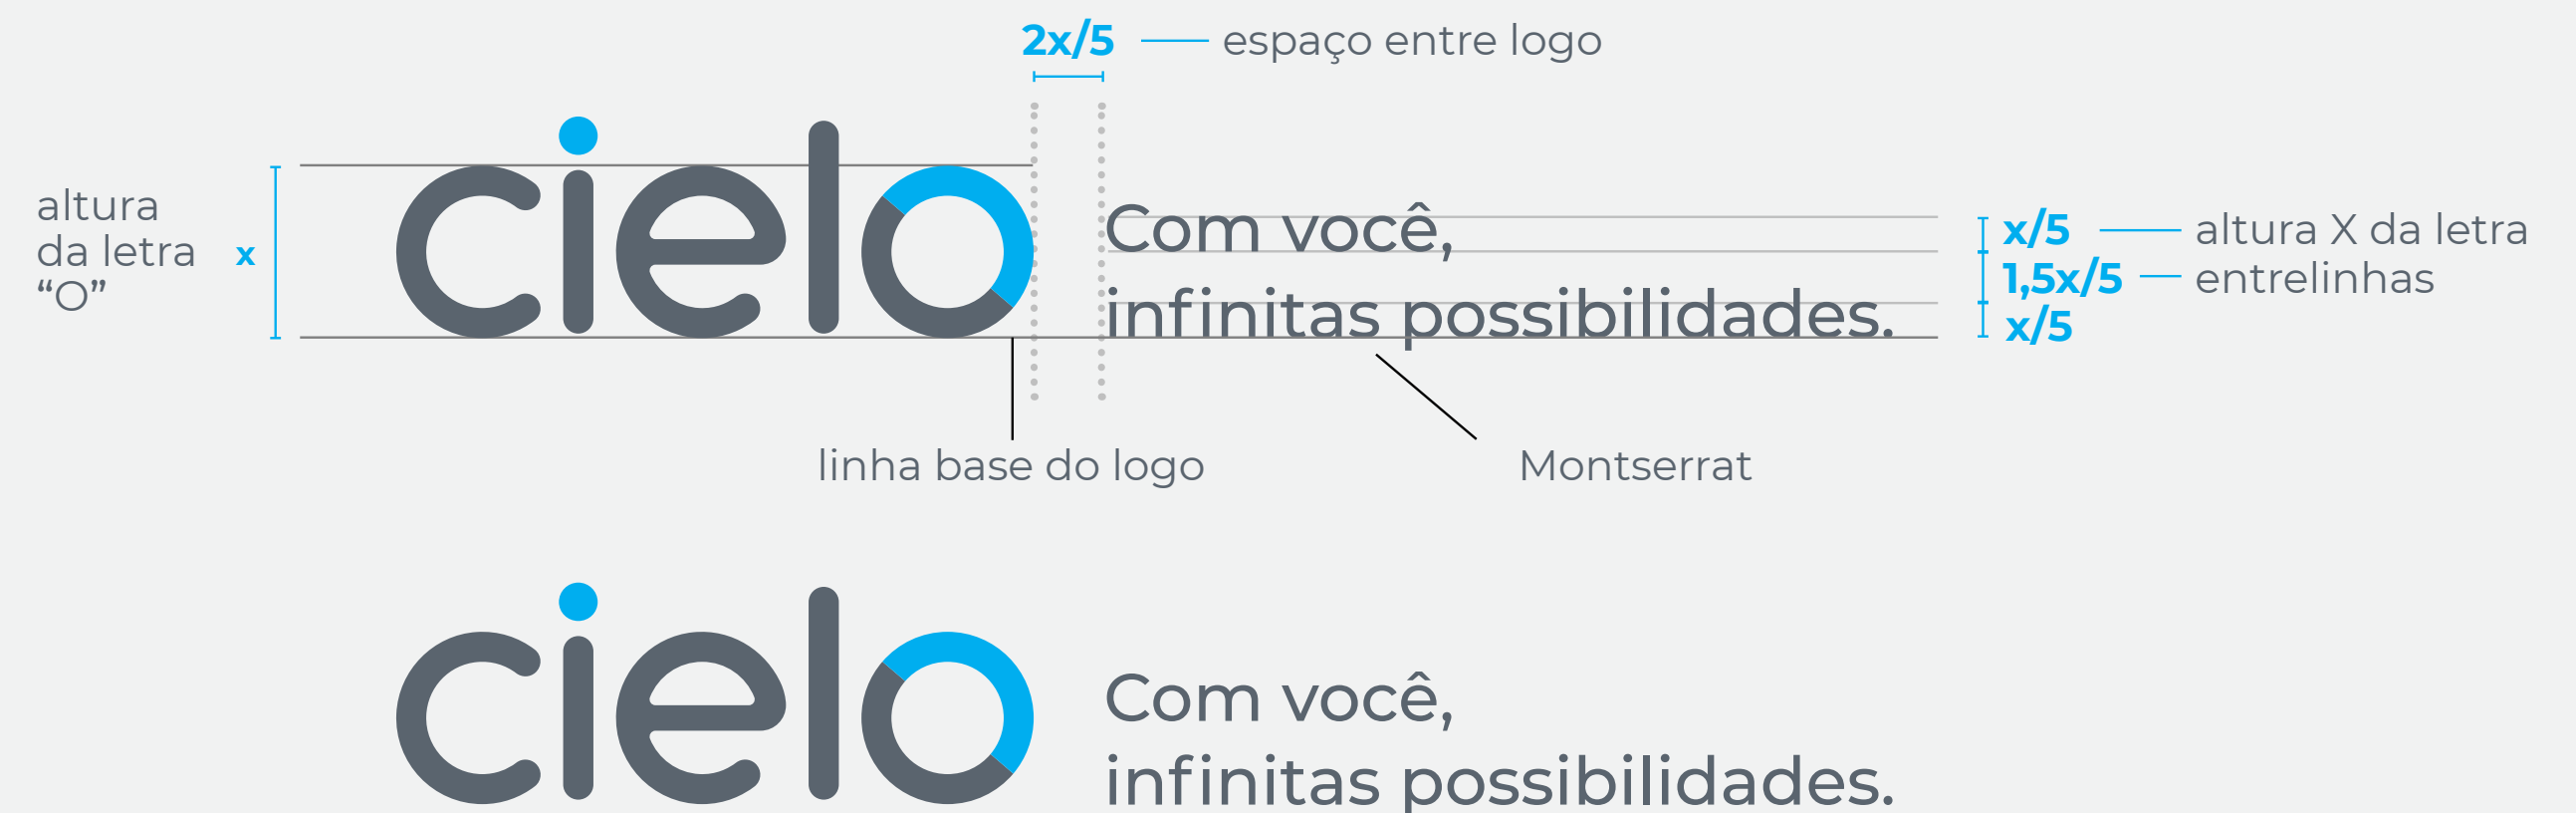 2x/5 espaço entre logo
altura
da letra
“O”
x
cielo
Com você,
infinitas possibilidades.
x/5 altura X da letra
1,5x/5 entrelinhas
x/5
linha base do logo
Montserrat
cielo
Com você,
infinitas possibilidades.